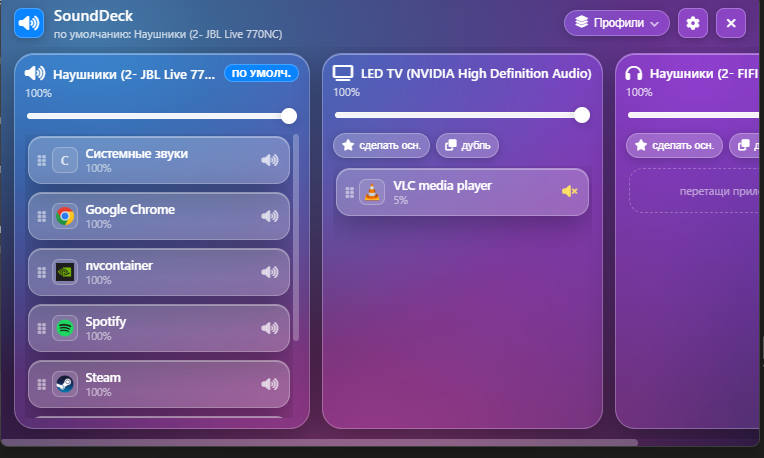 SoundDeck
по умолчанию: Наушники (2- JBL Live 770NC)
Профили
Наушники (2- JBL Live 77...
ПО УМОЛЧ.
100%
Системные звуки
100%
Google Chrome
100%
nvcontainer
100%
Spotify
100%
Steam
100%
LED TV (NVIDIA High Definition Audio)
100%
сделать осн.
дубль
VLC media player
5%
Наушники (2- FIFI
100%
сделать осн.
перетащи